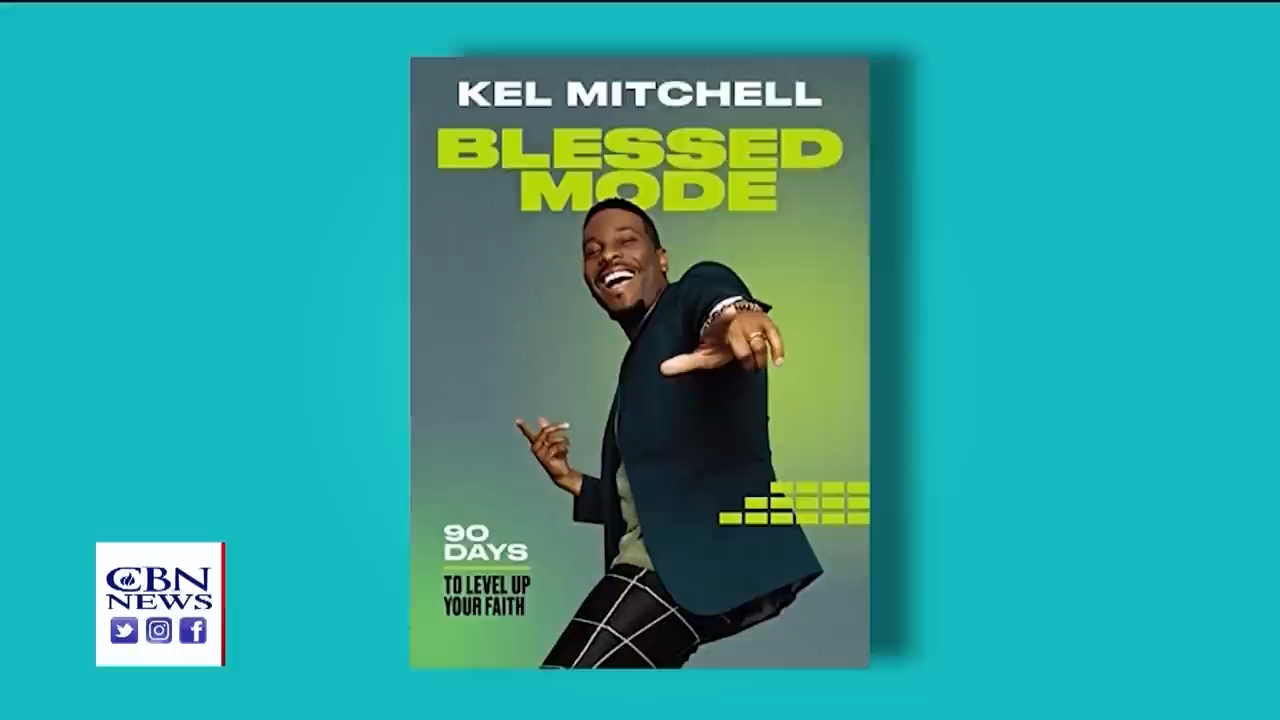 KEL MITCHELL
BLESSED
MODE
90
DAYS
TO LEVEL UP
YOUR FAITH
CBN
NEWS